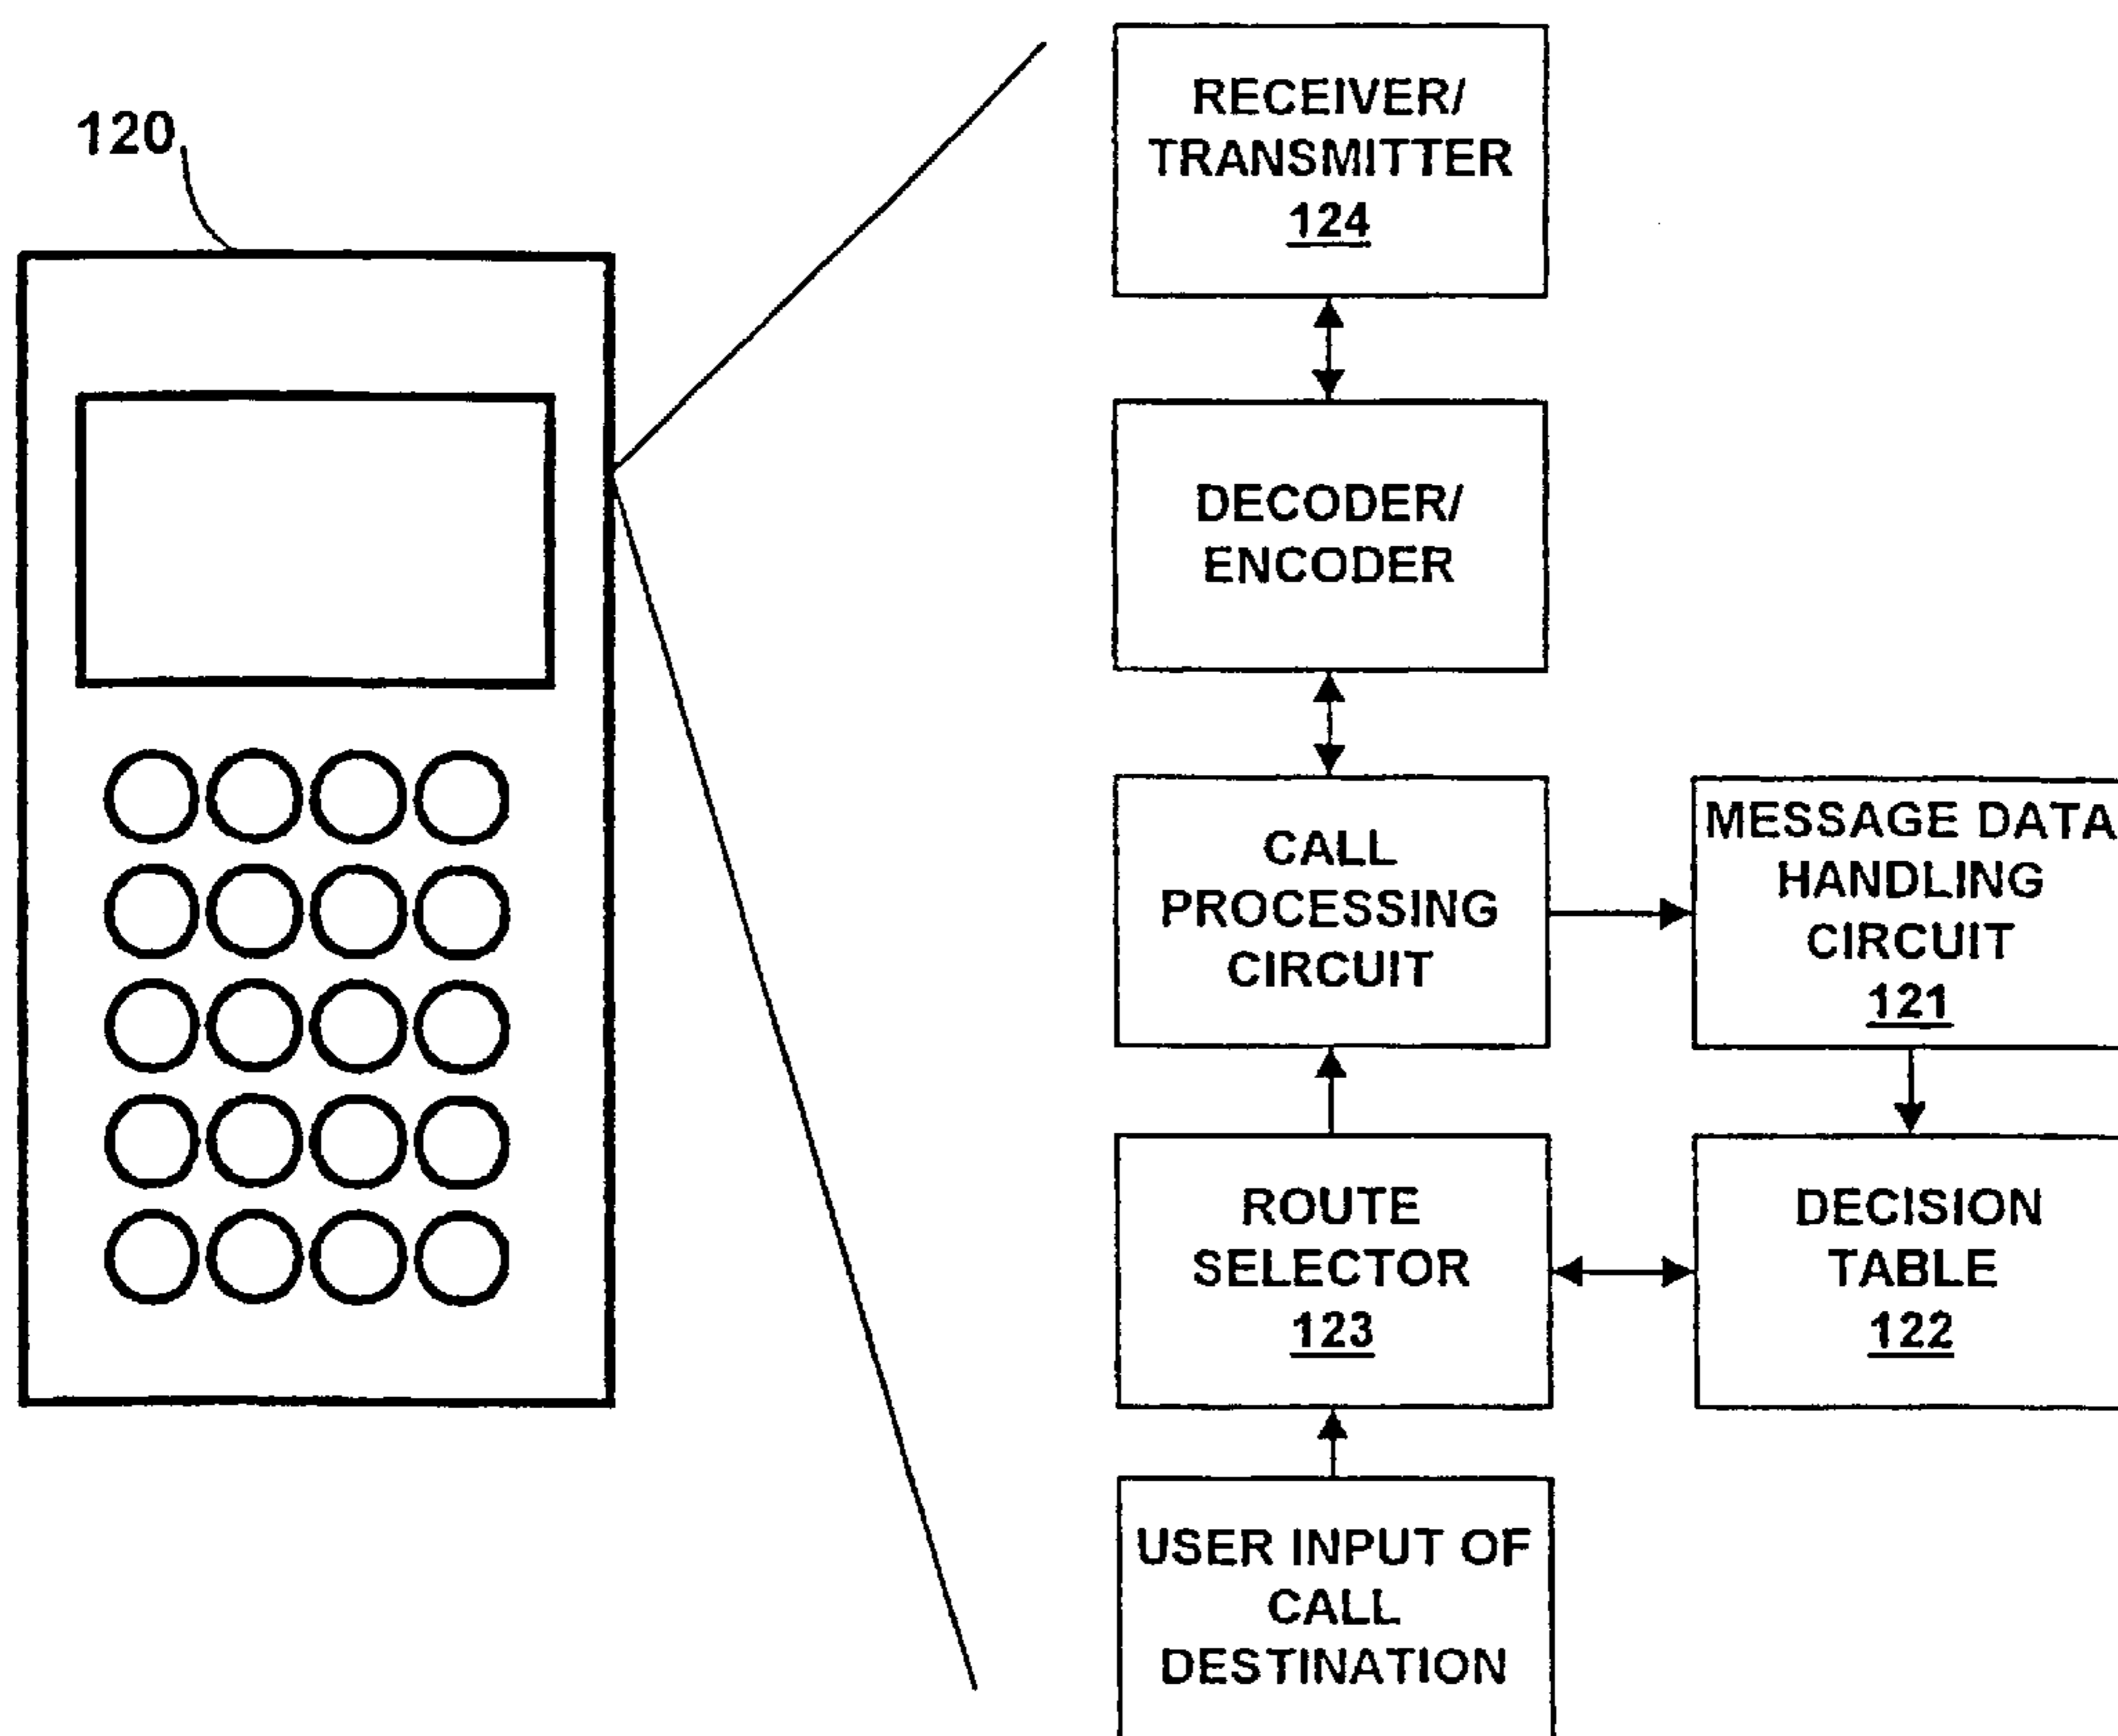 120
RECEIVER/
TRANSMITTER
124
DECODER/
ENCODER
CALL
PROCESSING
CIRCUIT
MESSAGE DATA
HANDLING
CIRCUIT
121
ROUTE
SELECTOR
123
DECISION
TABLE
122
USER INPUT OF
CALL
DESTINATION